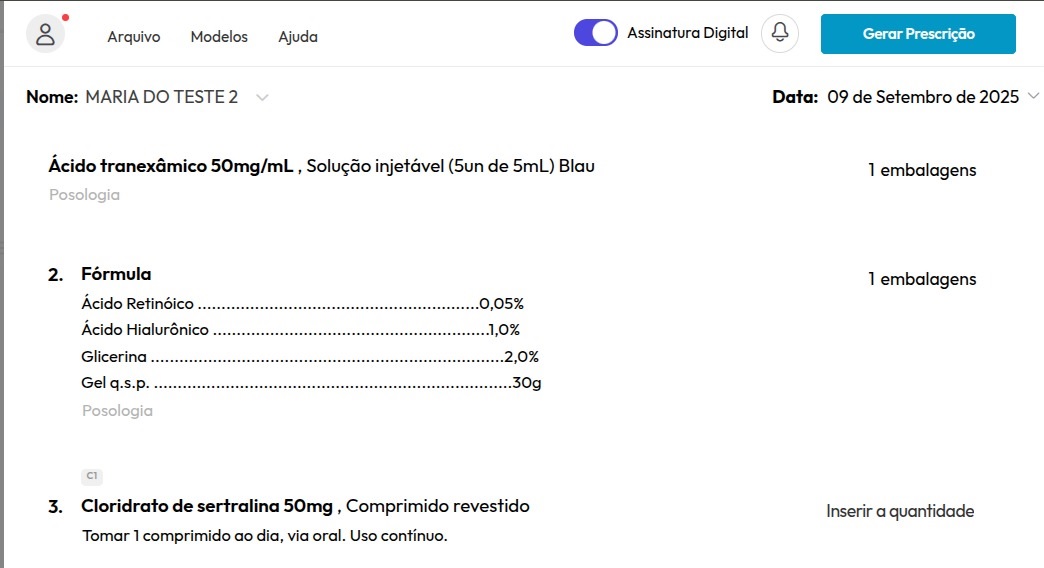 Arquivo Modelos Ajuda Assinatura Digital Gerar Prescrição
Nome: MARIA DO TESTE 2 Data: 09 de Setembro de 2025
Ácido tranexâmico 50mg/mL , Solução injetável (5un de 5mL) Blau 1 embalagens
Posologia
2. Fórmula 1 embalagens
Ácido Retinóico ............................................................0,05%
Ácido Hialurônico ...........................................................1,0%
Glicerina ...........................................................................2,0%
Gel q.s.p. ............................................................................30g
Posologia
C1
3. Cloridrato de sertralina 50mg , Comprimido revestido Inserir a quantidade
Tomar 1 comprimido ao dia, via oral. Uso contínuo.